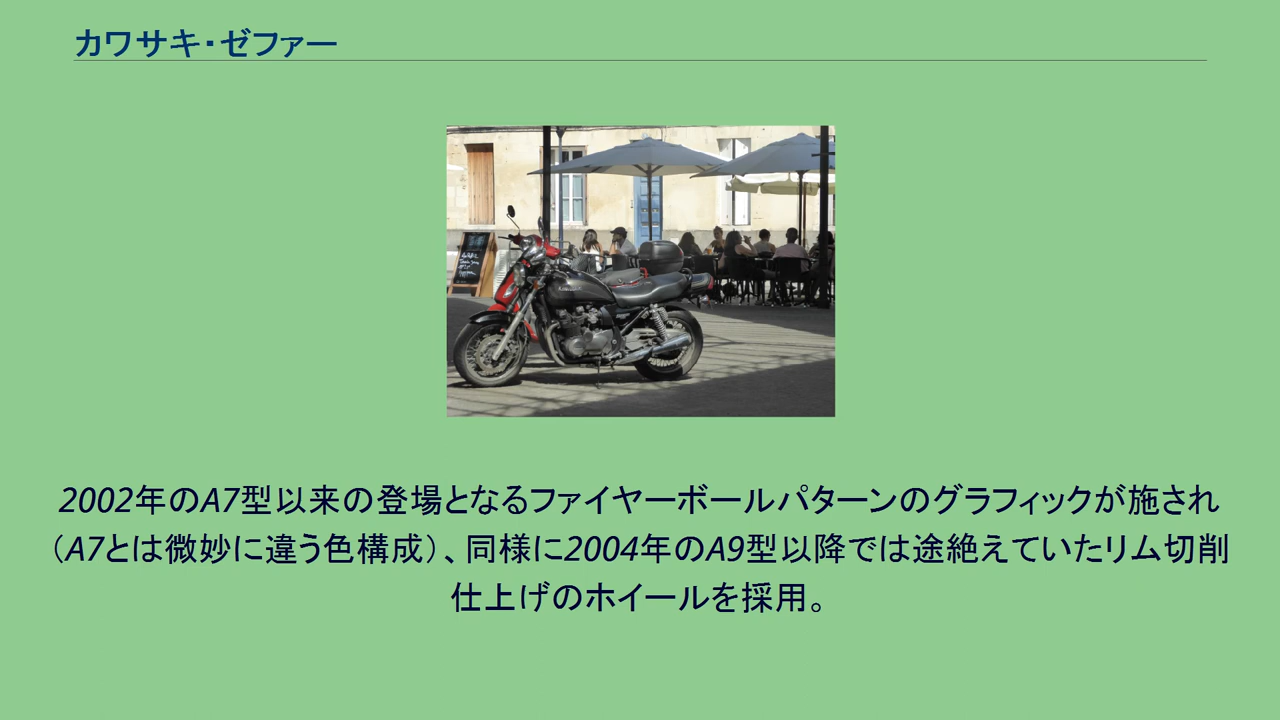 カワサキ・ゼファー
2002年のA7型以来の登場となるファイヤーボールパターンのグラフィックが施され
（A7とは微妙に違う色構成）、同様に2004年のA9型以降では途絶えていたリム切削
仕上げのホイールを採用。